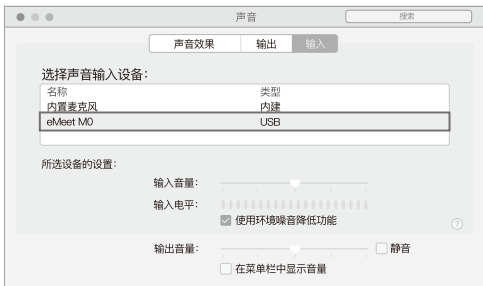 声音
搜索
声音效果 输出 输入
选择声音输入设备：
名称 类型
内置麦克风 内建
eMeet M0 USB
所选设备的设置：
输入音量：
输入电平：
使用环境噪音降低功能
?
输出音量： 静音
在菜单栏中显示音量